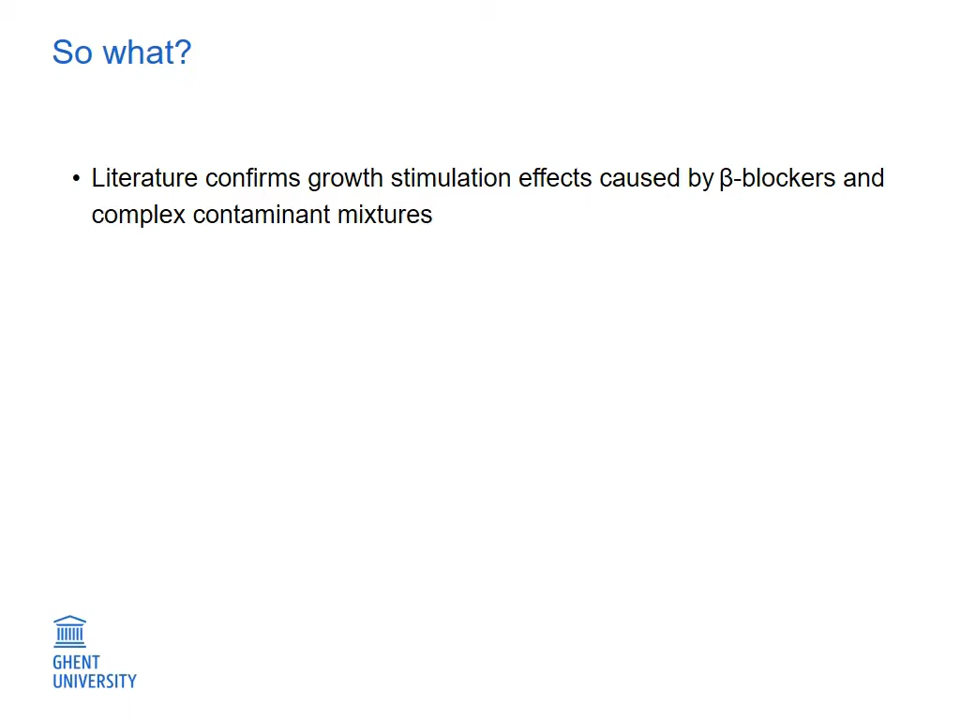 So what?
• Literature confirms growth stimulation effects caused by β-blockers and
complex contaminant mixtures
GHENT
UNIVERSITY